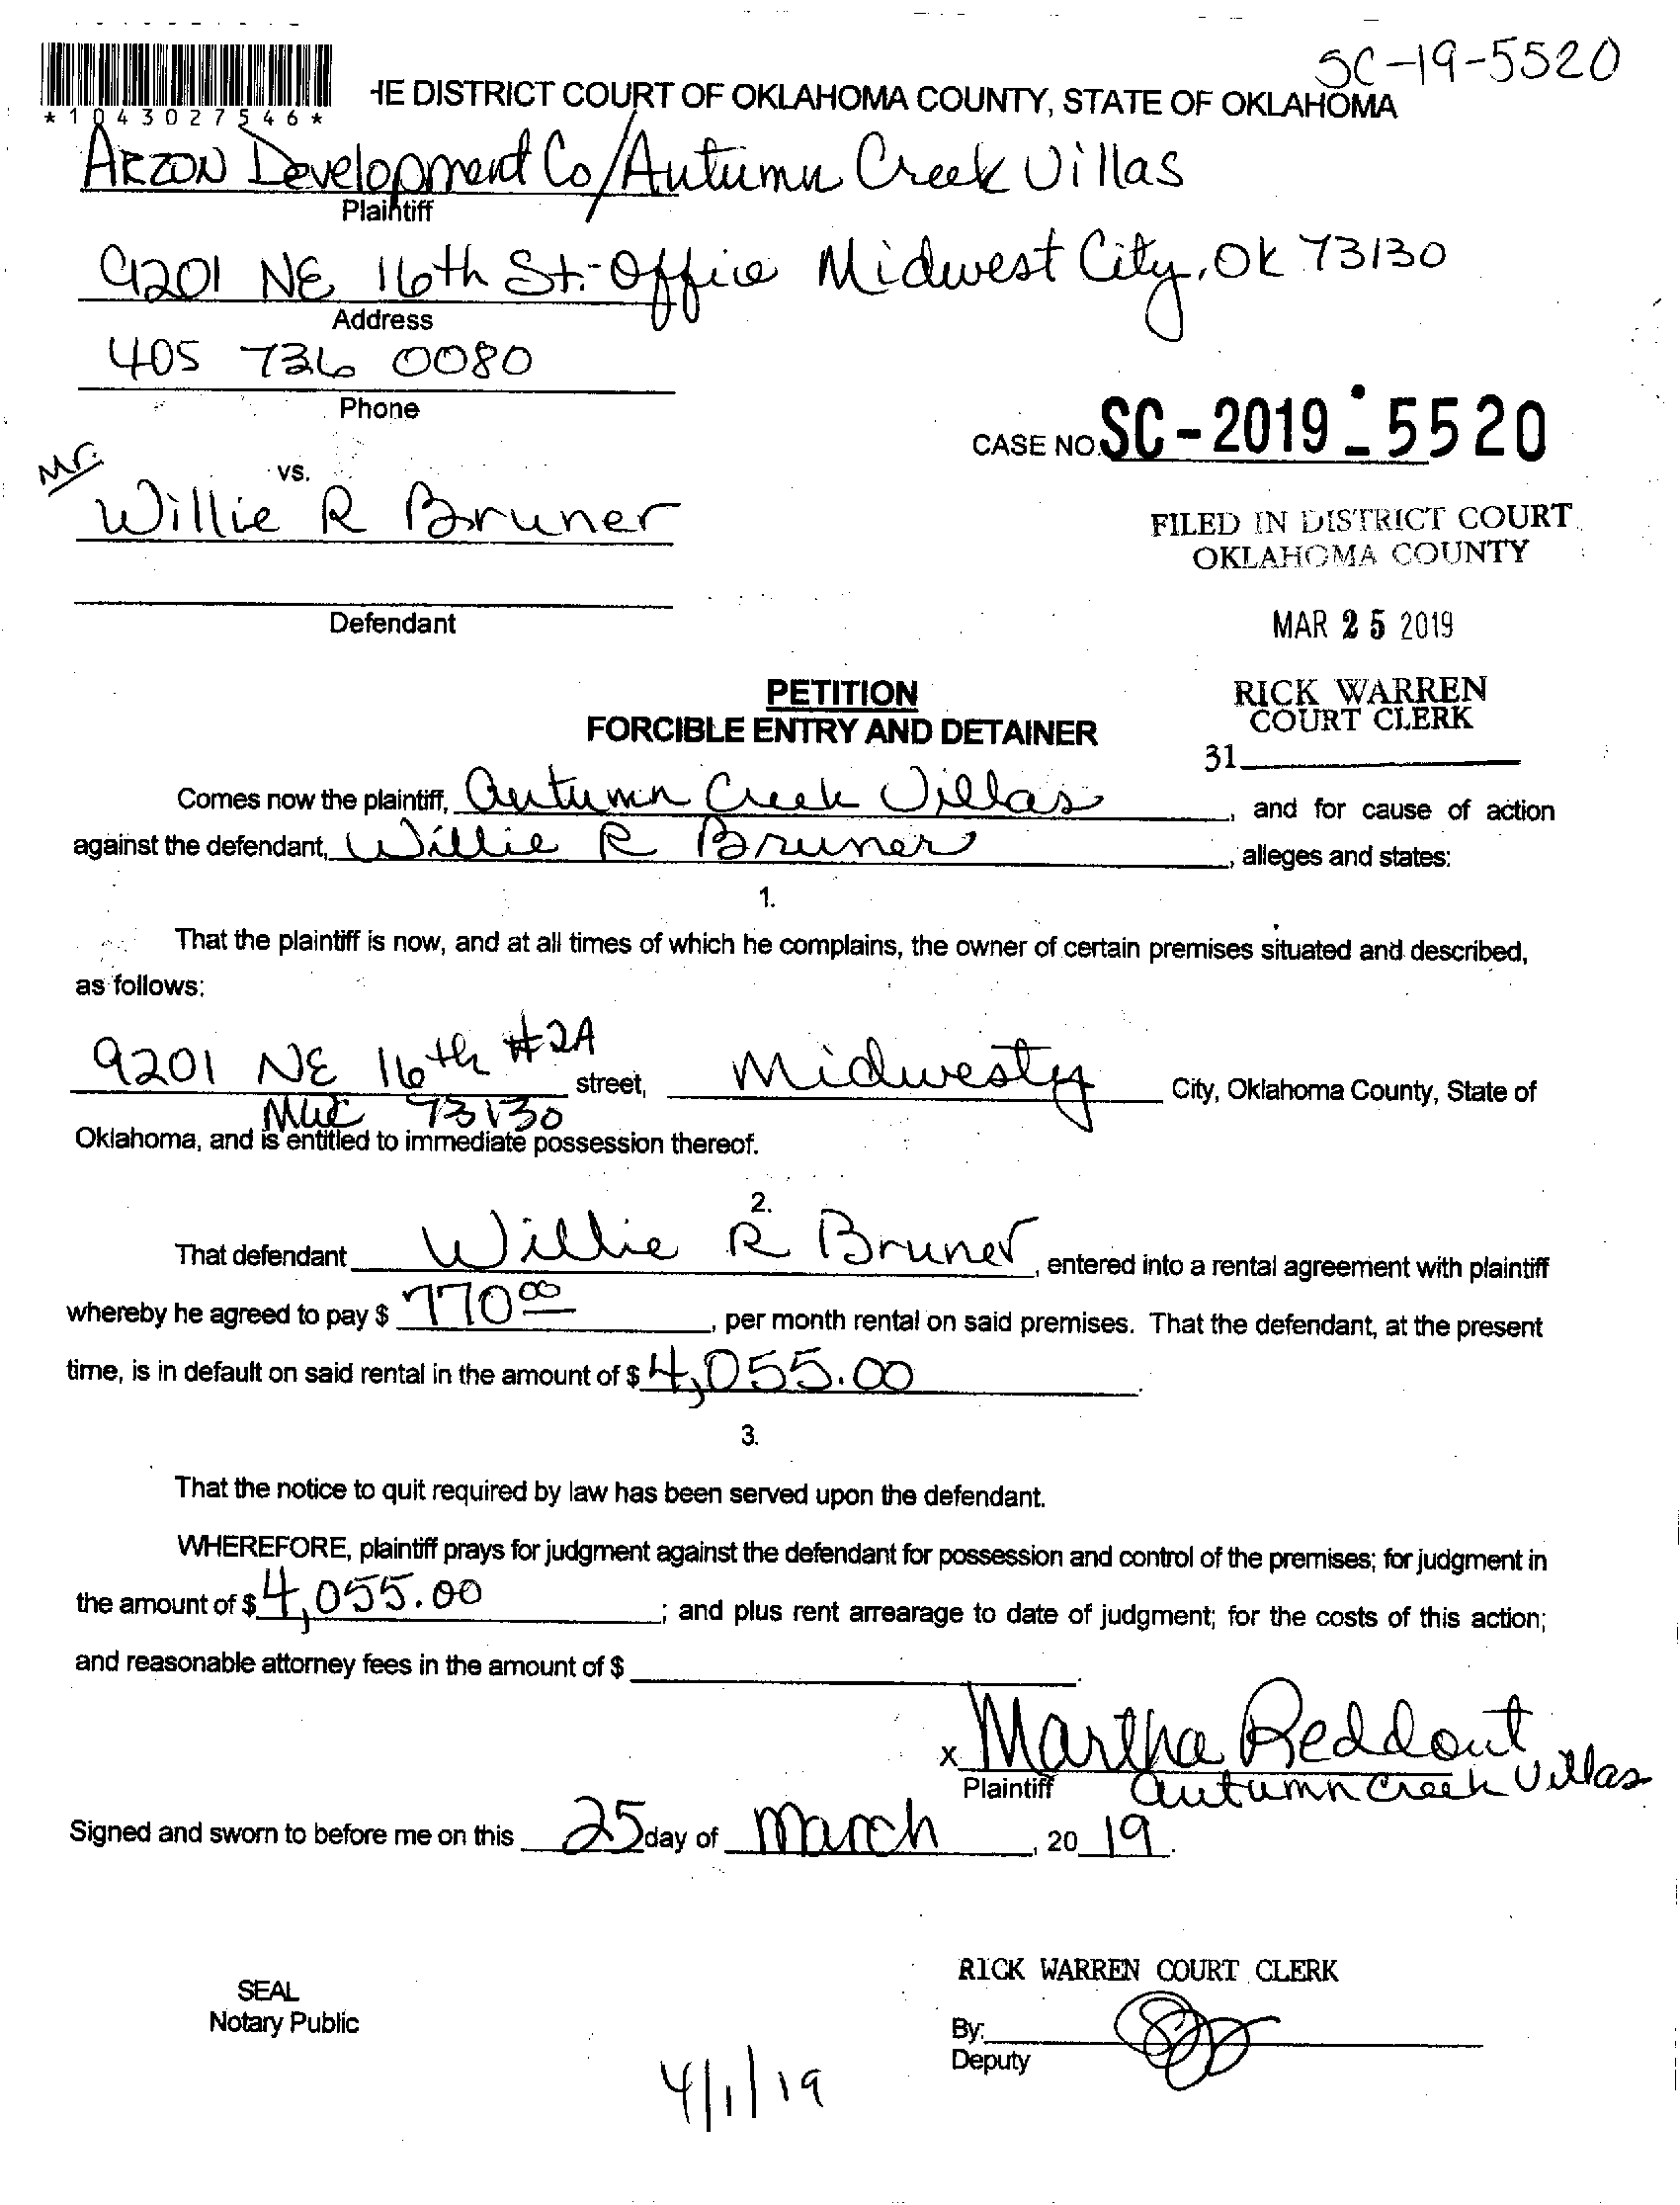 SC-19-5520
*1043027546*
HE DISTRICT COURT OF OKLAHOMA COUNTY, STATE OF OKLAHOMA
ARZON Development Co/Autumn Creek Villas
Plaintiff
9201 NE 16th St.-Office Midwest City, OK 73130
Address
405 736 0080
Phone
CASE NO. SC-2019-5520
Mr.
vs.
Willie R Bruner
FILED IN DISTRICT COURT
OKLAHOMA COUNTY
Defendant
MAR 25 2019
PETITION
FORCIBLE ENTRY AND DETAINER
RICK WARREN
COURT CLERK
31
Comes now the plaintiff, Autumn Creek Villas, and for cause of action
against the defendant, Willie R Bruner, alleges and states:
1.
That the plaintiff is now, and at all times of which he complains, the owner of certain premises situated and described,
as follows:
9201 NE 16th #2A street, Midwesty City, Oklahoma County, State of
MWC 73130
Oklahoma, and is entitled to immediate possession thereof.
2.
That defendant Willie R Bruner, entered into a rental agreement with plaintiff
whereby he agreed to pay $ 770.00, per month rental on said premises. That the defendant, at the present
time, is in default on said rental in the amount of $ 4,055.00.
3.
That the notice to quit required by law has been served upon the defendant.
WHEREFORE, plaintiff prays for judgment against the defendant for possession and control of the premises; for judgment in
the amount of $ 4,055.00; and plus rent arrearage to date of judgment; for the costs of this action;
and reasonable attorney fees in the amount of $ .
x Martha Reddout
Plaintiff Autumn Creek Villas
Signed and sworn to before me on this 25 day of March, 2019.
RICK WARREN COURT CLERK
SEAL
Notary Public
By:
Deputy
4/1/19